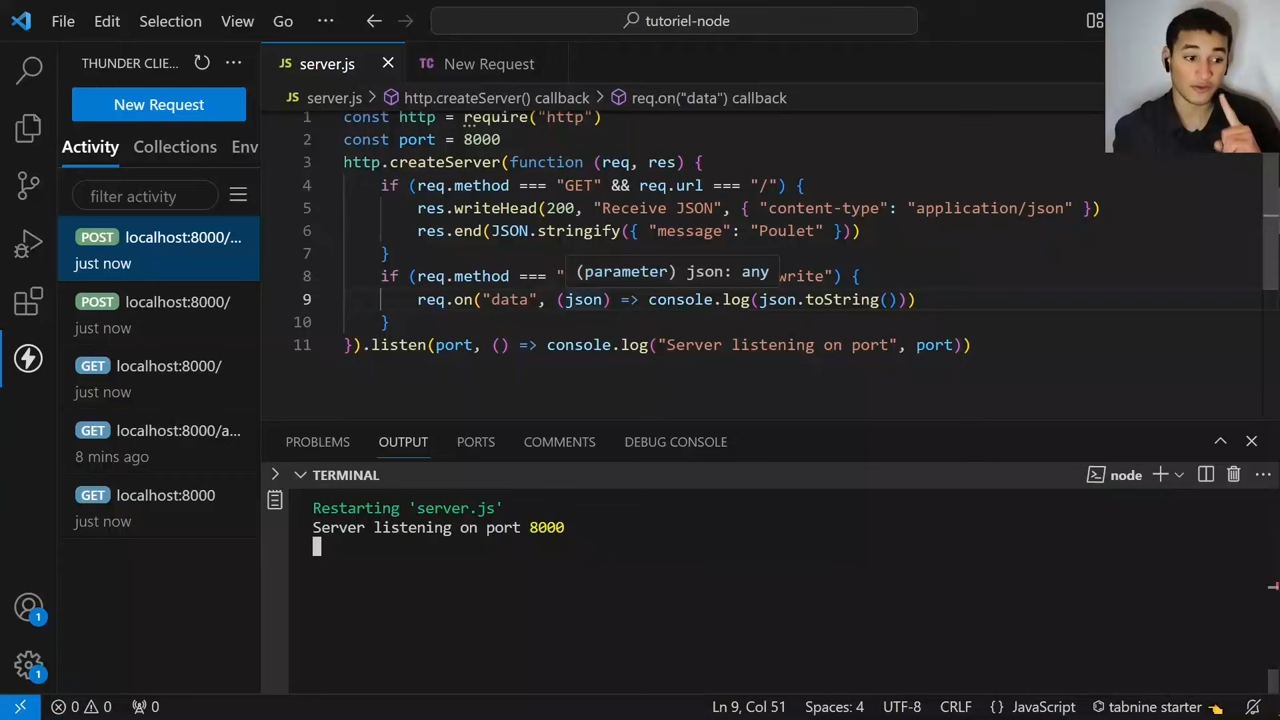 File Edit Selection View Go ··· tutoriel-node
THUNDER CLIE... ···
New Request
Activity Collections Env
filter activity
POST localhost:8000/...
just now
POST localhost:8000/
just now
GET localhost:8000/
just now
GET localhost:8000/a...
8 mins ago
GET localhost:8000
just now
JS server.js TC New Request
JS server.js > http.createServer() callback > req.on("data") callback
1 const http = require("http")
2 const port = 8000
3 http.createServer(function (req, res) {
4 if (req.method === "GET" && req.url === "/") {
5 res.writeHead(200, "Receive JSON", { "content-type": "application/json" })
6 res.end(JSON.stringify({ "message": "Poulet" }))
7 }
8 if (req.method === " write") {
(parameter) json: any
9 req.on("data", (json) => console.log(json.toString()))
10 }
11 }).listen(port, () => console.log("Server listening on port", port))
PROBLEMS OUTPUT PORTS COMMENTS DEBUG CONSOLE
TERMINAL node
Restarting 'server.js'
Server listening on port 8000
1
1
0 0 0 Ln 9, Col 51 Spaces: 4 UTF-8 CRLF {} JavaScript tabnine starter